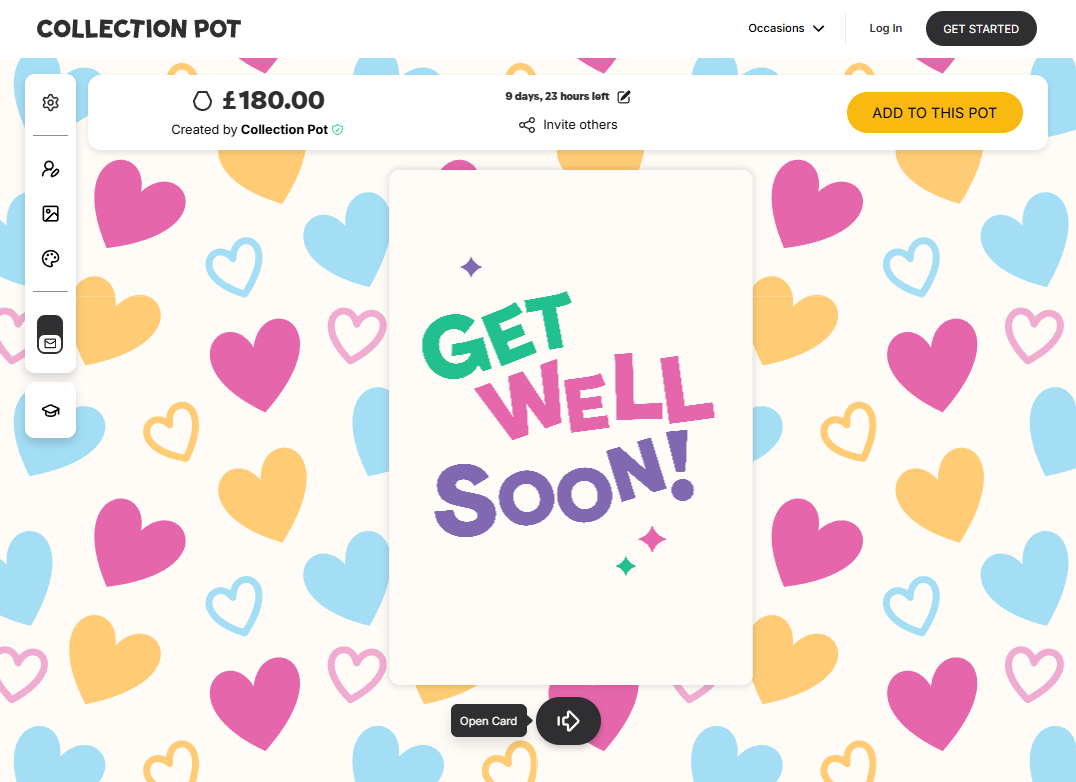 COLLECTION POT
Occasions
Log In
GET STARTED
£180.00
Created by Collection Pot
9 days, 23 hours left
Invite others
ADD TO THIS POT
GET
WELL
SOON!
Open Card